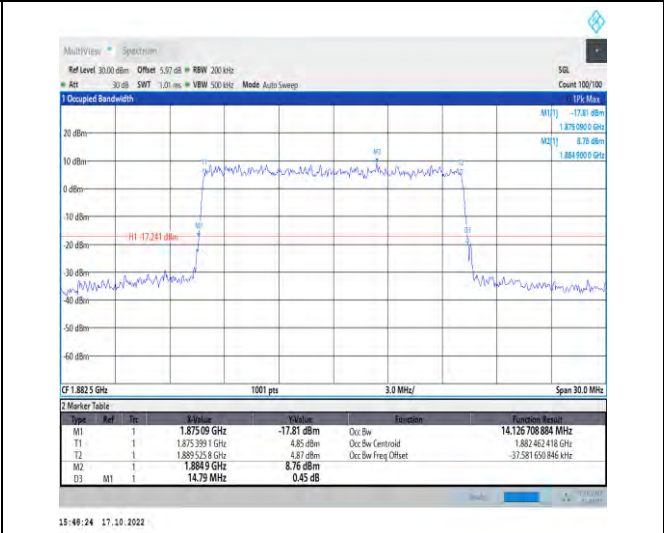 MultiView Spectrum
Ref Level 30.00 dBm Offset 5.97 dB RBW 200 kHz SGL
Att 30 dB SWT 1.01 ms VBW 500 kHz Mode Auto Sweep Count 100/100
1 Occupied Bandwidth 1Pk Max
M1[1] -17.81 dBm
1.875 090 0 GHz
M2[1] 8.76 dBm
1.884 900 0 GHz
20 dBm
M2
10 dBm
0 dBm
-10 dBm
M1
D3
H1 -17.241 dBm
-20 dBm
-30 dBm
-40 dBm
-50 dBm
-60 dBm
CF 1.882 5 GHz 1001 pts 3.0 MHz/ Span 30.0 MHz
2 Marker Table
Type Ref Trc X-Value Y-Value Function Function Result
M1 1 1.875 09 GHz -17.81 dBm Occ Bw 14.126 708 884 MHz
T1 1 1.875 399 1 GHz 4.85 dBm Occ Bw Centroid 1.882 462 418 GHz
T2 1 1.889 525 8 GHz 4.87 dBm Occ Bw Freq Offset -37.581 650 846 kHz
M2 1 1.884 9 GHz 8.76 dBm
D3 M1 1 14.79 MHz 0.45 dB
15:48:24 17.10.2022